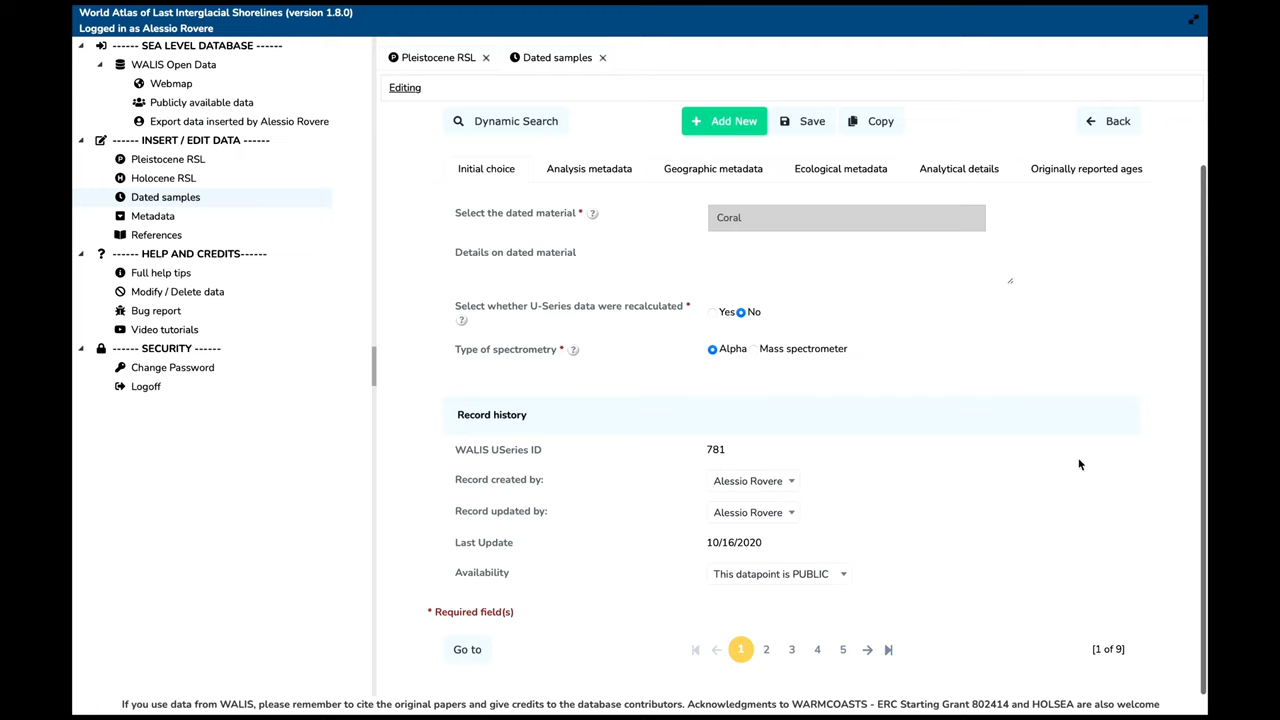 World Atlas of Last Interglacial Shorelines (version 1.8.0)
Logged in as Alessio Rovere
------ SEA LEVEL DATABASE ------
WALIS Open Data
Webmap
Publicly available data
Export data inserted by Alessio Rovere
------ INSERT / EDIT DATA ------
Pleistocene RSL
Holocene RSL
Dated samples
Metadata
References
------ HELP AND CREDITS------
Full help tips
Modify / Delete data
Bug report
Video tutorials
------ SECURITY ------
Change Password
Logoff
Pleistocene RSL Dated samples
Editing
Dynamic Search Add New Save Copy Back
Initial choice Analysis metadata Geographic metadata Ecological metadata Analytical details Originally reported ages
Select the dated material * ? Coral
Details on dated material
Select whether U-Series data were recalculated * Yes No
?
Type of spectrometry * ? Alpha Mass spectrometer
Record history
WALIS USeries ID 781
Record created by: Alessio Rovere
Record updated by: Alessio Rovere
Last Update 10/16/2020
Availability This datapoint is PUBLIC
* Required field(s)
Go to 1 2 3 4 5 [1 of 9]
If you use data from WALIS, please remember to cite the original papers and give credits to the database contributors. Acknowledgments to WARMCOASTS - ERC Starting Grant 802414 and HOLSEA are also welcome